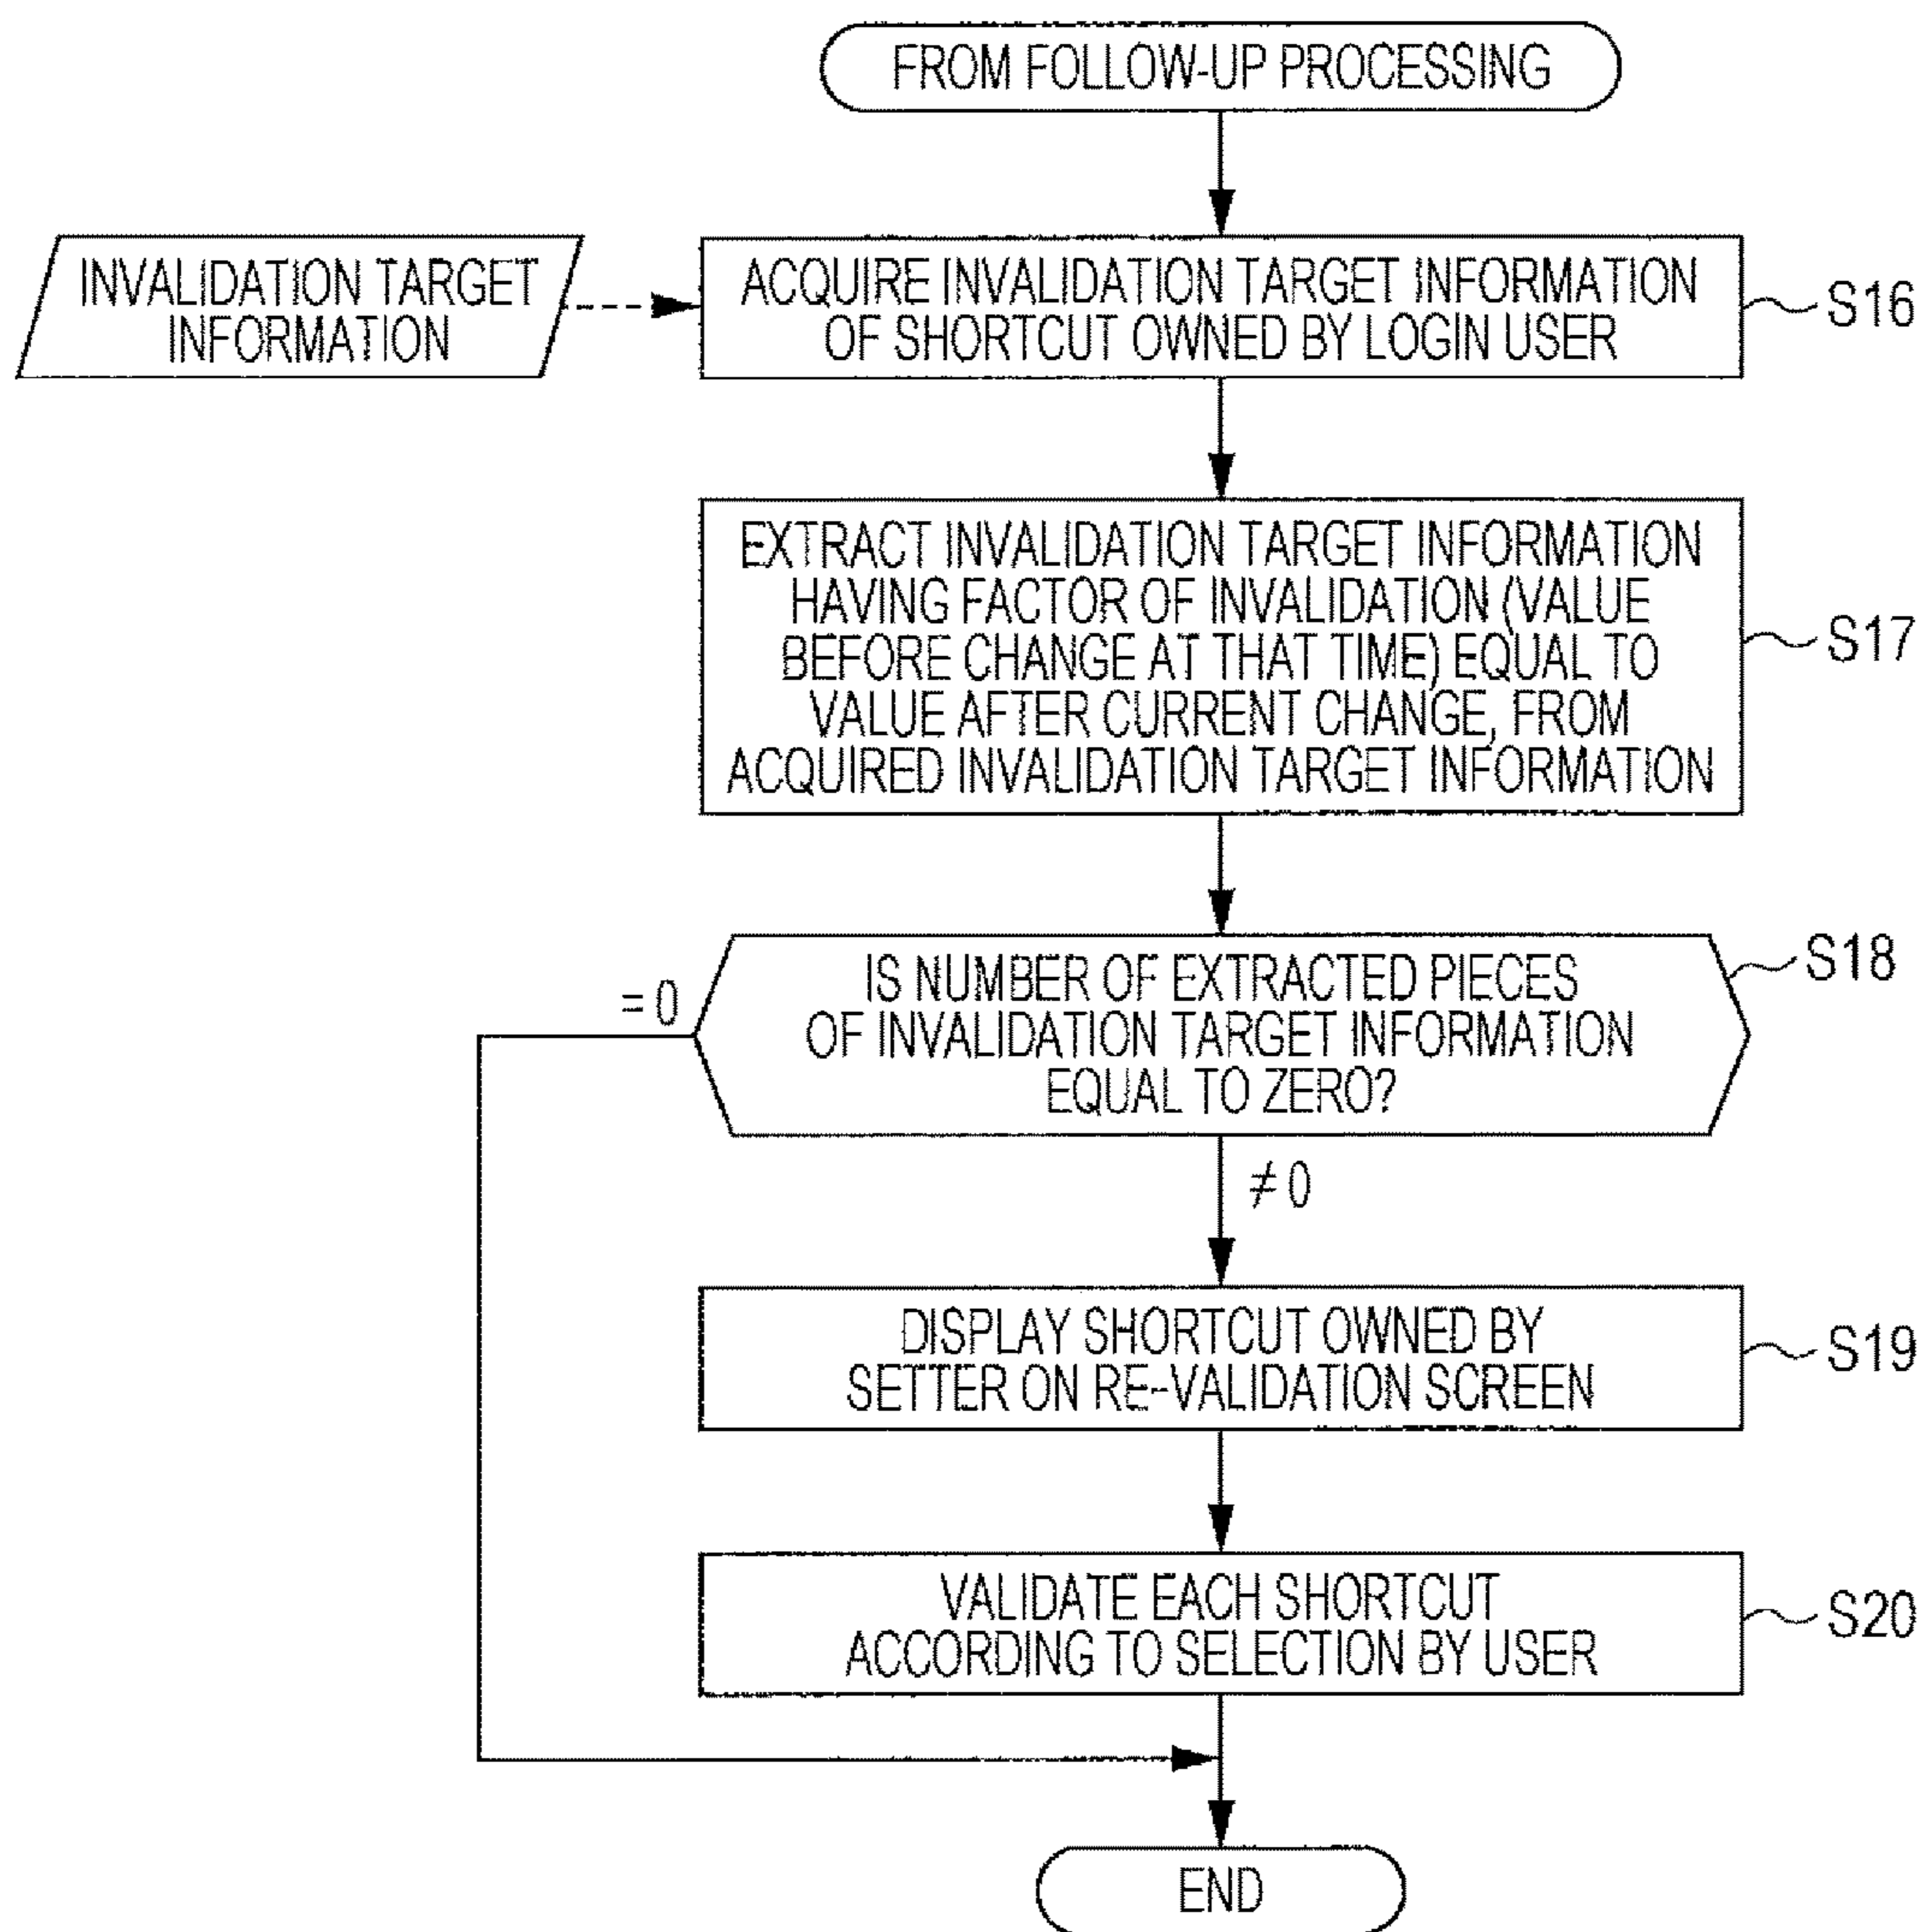 FROM FOLLOW-UP PROCESSING
INVALIDATION TARGET
INFORMATION
ACQUIRE INVALIDATION TARGET INFORMATION
OF SHORTCUT OWNED BY LOGIN USER
S16
EXTRACT INVALIDATION TARGET INFORMATION
HAVING FACTOR OF INVALIDATION (VALUE
BEFORE CHANGE AT THAT TIME) EQUAL TO
VALUE AFTER CURRENT CHANGE, FROM
ACQUIRED INVALIDATION TARGET INFORMATION
S17
IS NUMBER OF EXTRACTED PIECES
OF INVALIDATION TARGET INFORMATION
EQUAL TO ZERO?
S18
= 0
≠ 0
DISPLAY SHORTCUT OWNED BY
SETTER ON RE-VALIDATION SCREEN
S19
VALIDATE EACH SHORTCUT
ACCORDING TO SELECTION BY USER
S20
END